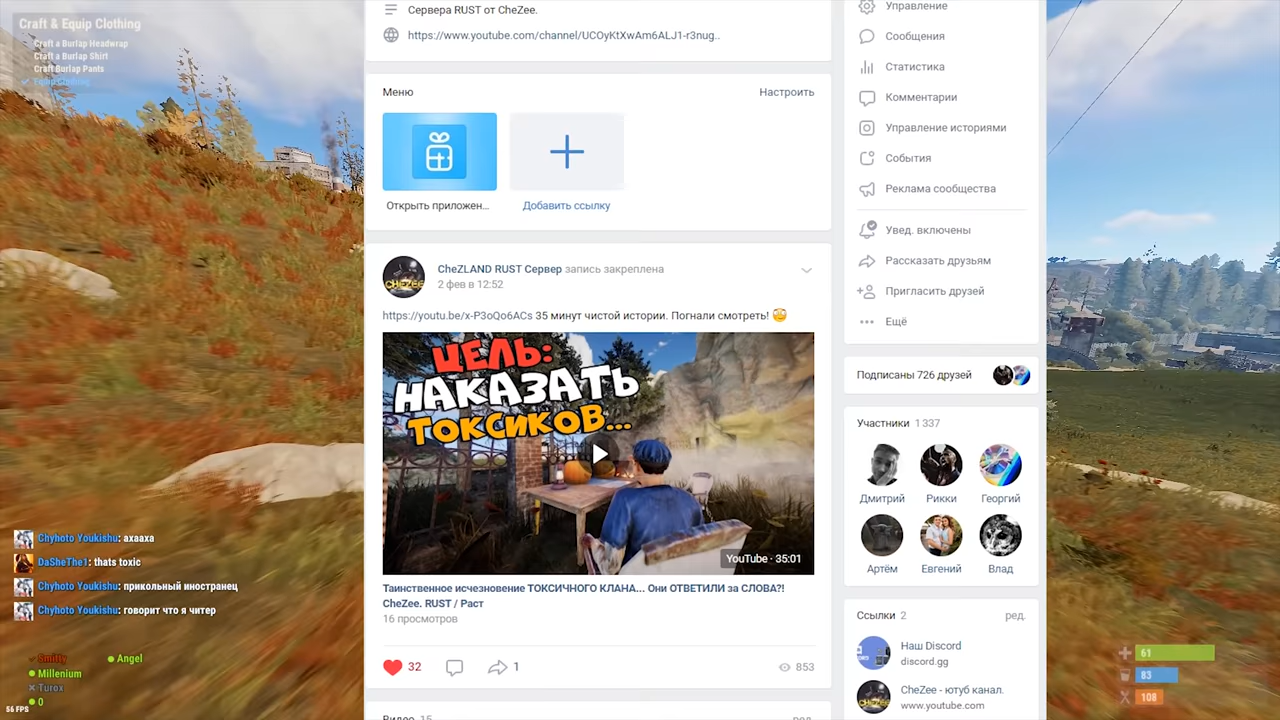 Craft & Equip Clothing
Craft a Burlap Headwrap
Craft a Burlap Shirt
Craft Burlap Pants
Equip Clothing
Сервера RUST от CheZee.
https://www.youtube.com/channel/UCOyKtXwAm6ALJ1-r3nug..
Меню
Настроить
Открыть приложен...
Добавить ссылку
CheZLAND RUST Сервер запись закреплена
2 фев в 12:52
https://youtu.be/x-P3oQo6ACs 35 минут чистой истории. Погнали смотреть!
CHEZEE
ЦЕЛЬ:
НАКАЗАТЬ
ТОКСИКОВ...
YouTube · 35:01
Таинственное исчезновение ТОКСИЧНОГО КЛАНА... Они ОТВЕТИЛИ за СЛОВА?!
CheZee. RUST / Раст
16 просмотров
32
1
853
Видео 15
ред.
Управление
Сообщения
Статистика
Комментарии
Управление историями
События
Реклама сообщества
Увед. включены
Рассказать друзьям
Пригласить друзей
Ещё
Подписаны 726 друзей
Участники 1 337
Дмитрий
Рикки
Георгий
Артём
Евгений
Влад
Ссылки 2
ред.
Наш Discord
discord.gg
CheZee - ютуб канал.
www.youtube.com
Chyhoto Youkishu: ахааха
DaSheThe1: thats toxic
Chyhoto Youkishu: прикольный иностранец
Chyhoto Youkishu: говорит что я читер
Smitty
Angel
Millenium
Turox
0
56 FPS
61
83
108